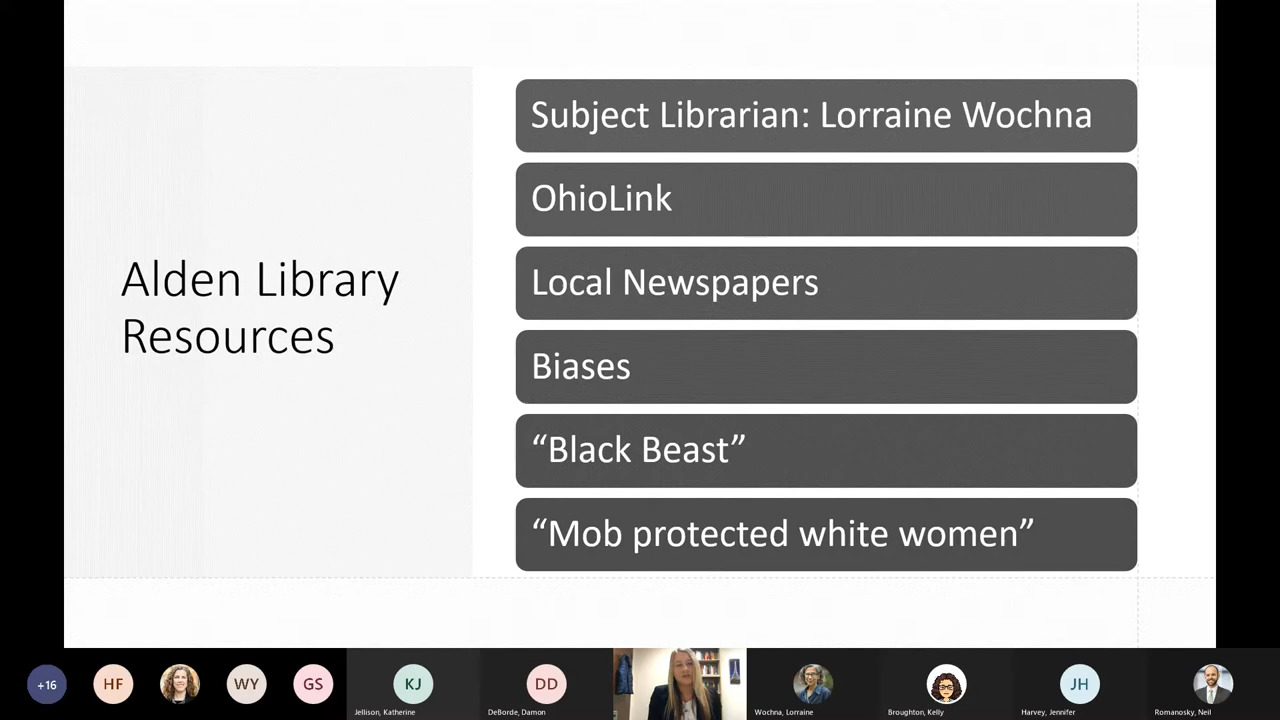 Alden Library
Resources
Subject Librarian: Lorraine Wochna
OhioLink
Local Newspapers
Biases
“Black Beast”
“Mob protected white women”
+16
HF
WY
GS
KJ
Jellison, Katherine
DD
DeBorde, Damon
Wochna, Lorraine
Broughton, Kelly
JH
Harvey, Jennifer
Romanosky, Neil